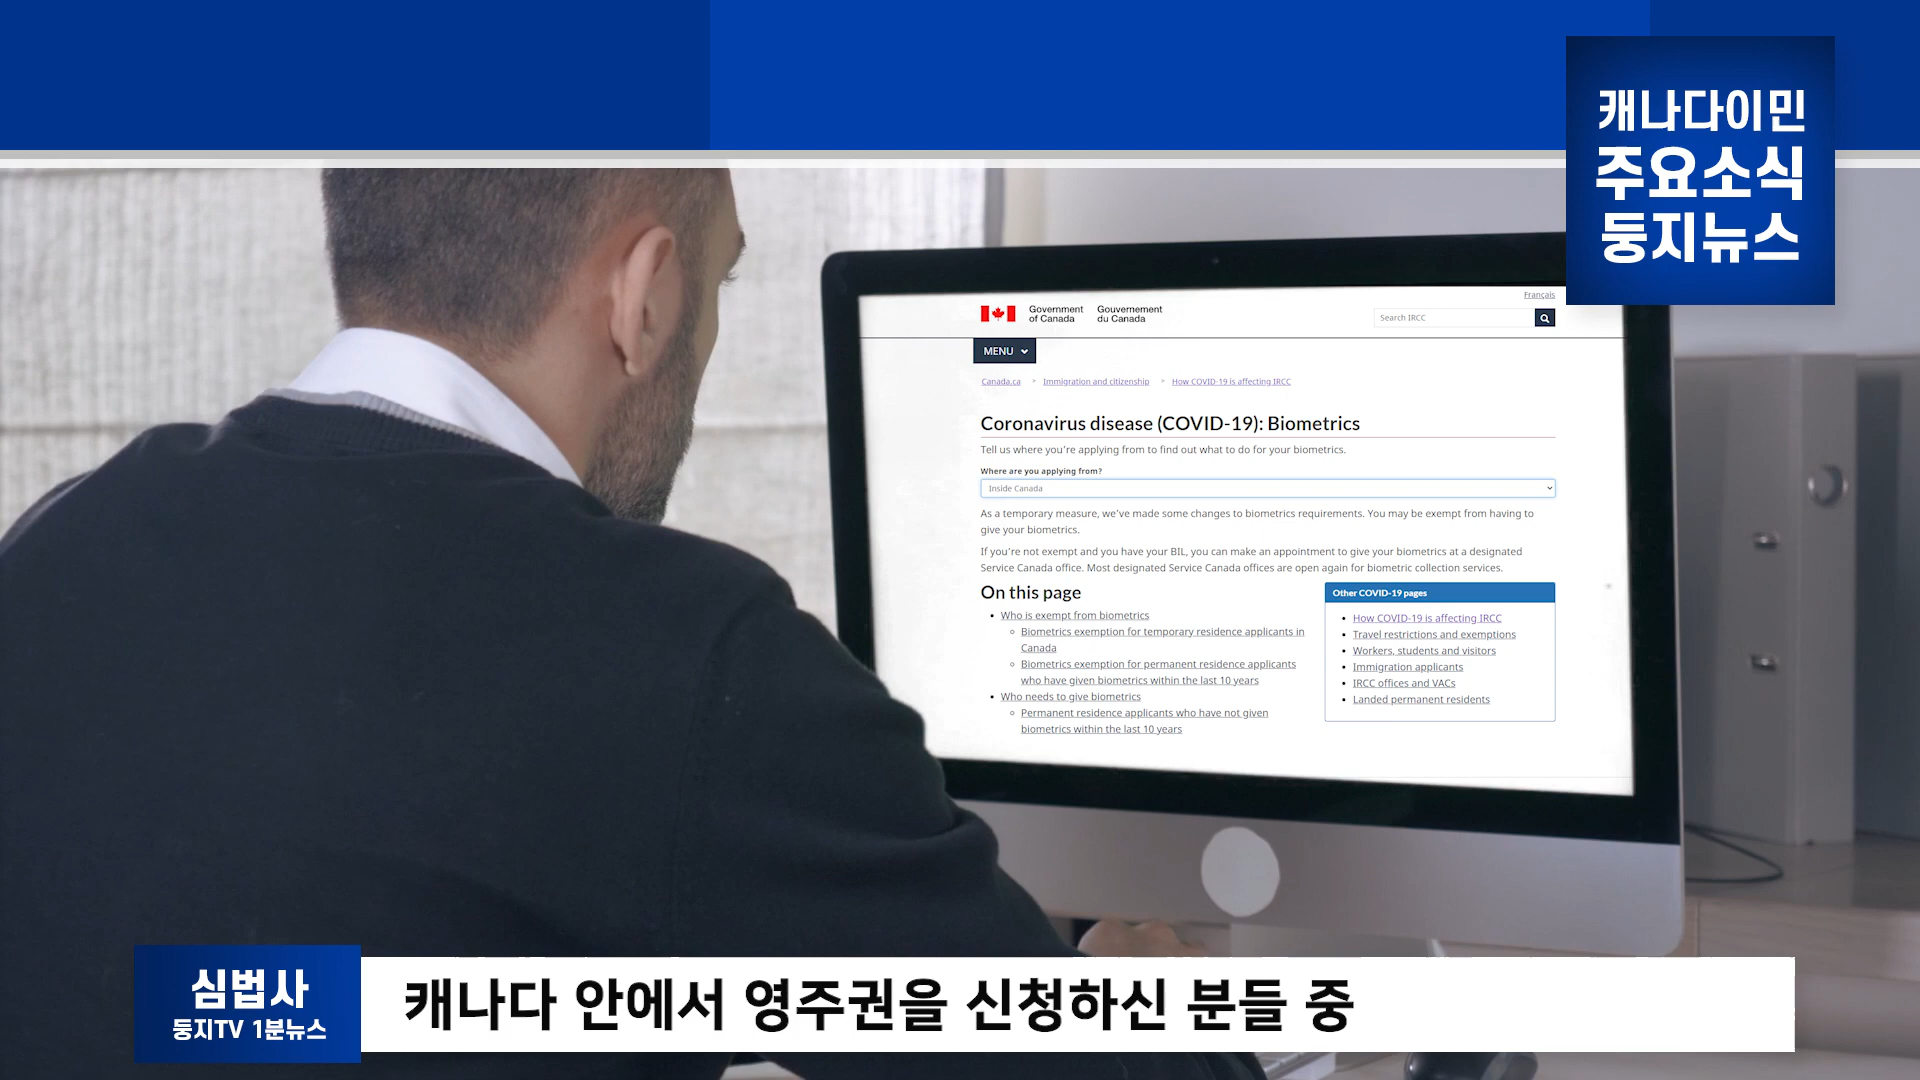 캐나다이민
주요소식
둥지뉴스
Français
Government
of Canada
Gouvernement
du Canada
Search IRCC
MENU
Canada.ca > Immigration and citizenship > How COVID-19 is affecting IRCC
Coronavirus disease (COVID-19): Biometrics
Tell us where you're applying from to find out what to do for your biometrics.
Where are you applying from?
Inside Canada
As a temporary measure, we've made some changes to biometrics requirements. You may be exempt from having to
give your biometrics.
If you're not exempt and you have your BIL, you can make an appointment to give your biometrics at a designated
Service Canada office. Most designated Service Canada offices are open again for biometric collection services.
On this page
• Who is exempt from biometrics
◦ Biometrics exemption for temporary residence applicants in
Canada
◦ Biometrics exemption for permanent residence applicants
who have given biometrics within the last 10 years
• Who needs to give biometrics
◦ Permanent residence applicants who have not given
biometrics within the last 10 years
Other COVID-19 pages
• How COVID-19 is affecting IRCC
• Travel restrictions and exemptions
• Workers, students and visitors
• Immigration applicants
• IRCC offices and VACs
• Landed permanent residents
심법사
둥지TV 1분뉴스
캐나다 안에서 영주권을 신청하신 분들 중